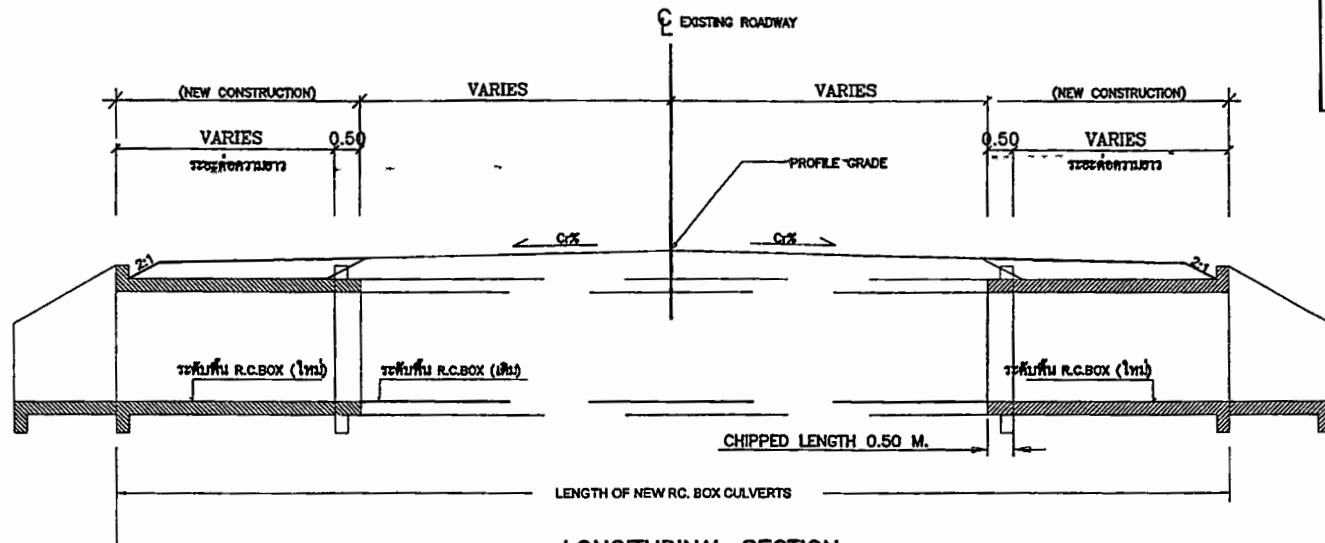 ℄ EXISTING ROADWAY
(NEW CONSTRUCTION) VARIES VARIES (NEW CONSTRUCTION)
VARIES 0.50 0.50 VARIES
ระยะต่อความยาว ระยะต่อความยาว
PROFILE GRADE
Cr% Cr%
2:1 2:1
ระดับพื้น R.C.BOX (ใหม่) ระดับพื้น R.C.BOX (เดิม) ระดับพื้น R.C.BOX (ใหม่)
CHIPPED LENGTH 0.50 M.
LENGTH OF NEW RC. BOX CULVERTS
LONGITUDINAL SECTION